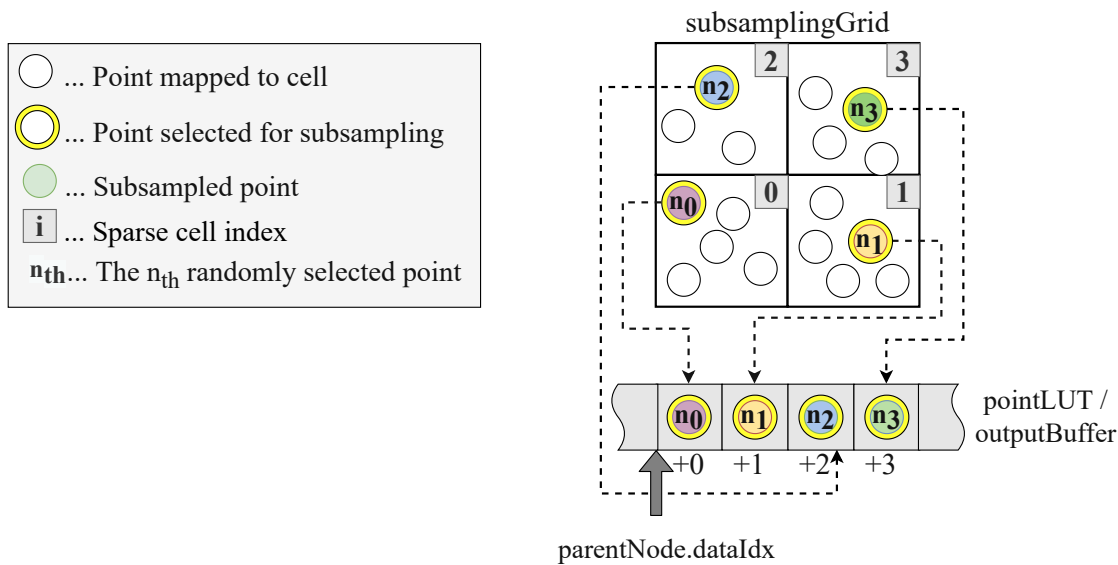 ... Point mapped to cell
... Point selected for subsampling
... Subsampled point
i ... Sparse cell index
nth... The nth randomly selected point
subsamplingGrid
2 3
n2
n3
0 1
n0
n1
n0 n1 n2 n3
+0 +1 +2 +3
pointLUT /
outputBuffer
parentNode.dataIdx